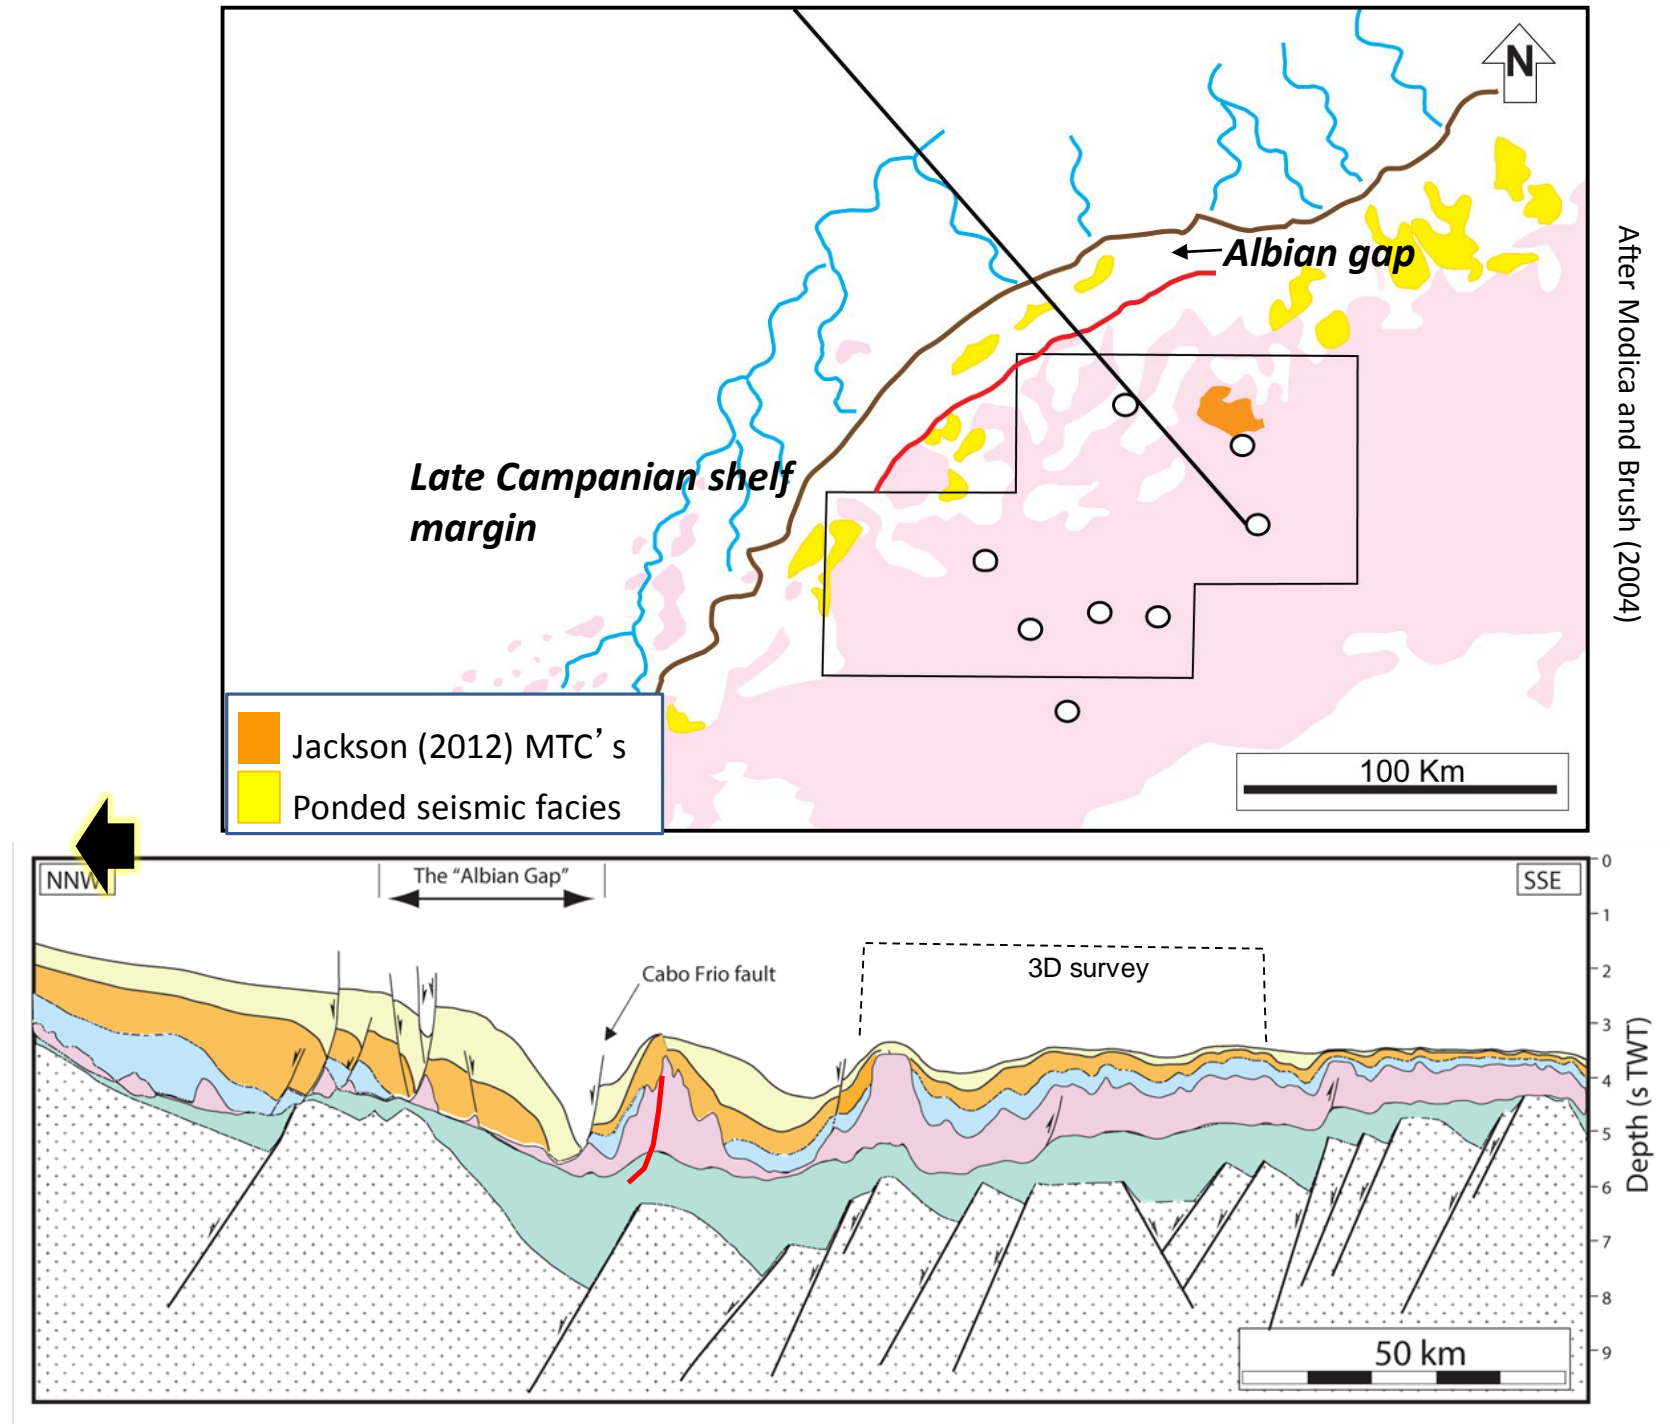 N
Albian gap
Late Campanian shelf
margin
After Modica and Brush (2004)
Jackson (2012) MTC’s
Ponded seismic facies
100 Km
NNW
The “Albian Gap”
SSE
Cabo Frio fault
3D survey
0
1
2
3
4
5
6
7
8
9
Depth (s TWT)
50 km